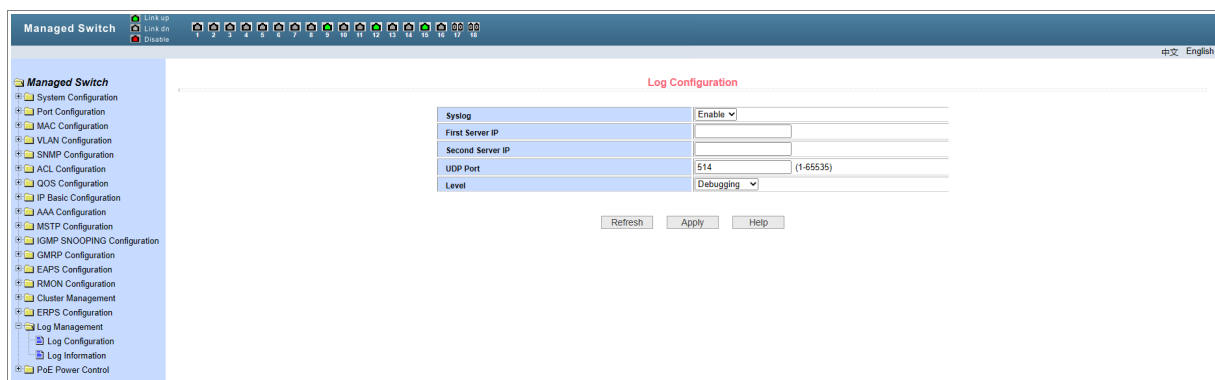 Managed Switch
Link up
Link dn
Disable
1 2 3 4 5 6 7 8 9 10 11 12 13 14 15 16 17 18
中文 English
Managed Switch
System Configuration
Port Configuration
MAC Configuration
VLAN Configuration
SNMP Configuration
ACL Configuration
QOS Configuration
IP Basic Configuration
AAA Configuration
MSTP Configuration
IGMP SNOOPING Configuration
GMRP Configuration
EAPS Configuration
RMON Configuration
Cluster Management
ERPS Configuration
Log Management
Log Configuration
Log Information
PoE Power Control
Log Configuration
Syslog Enable
First Server IP
Second Server IP
UDP Port 514 (1-65535)
Level Debugging
Refresh Apply Help